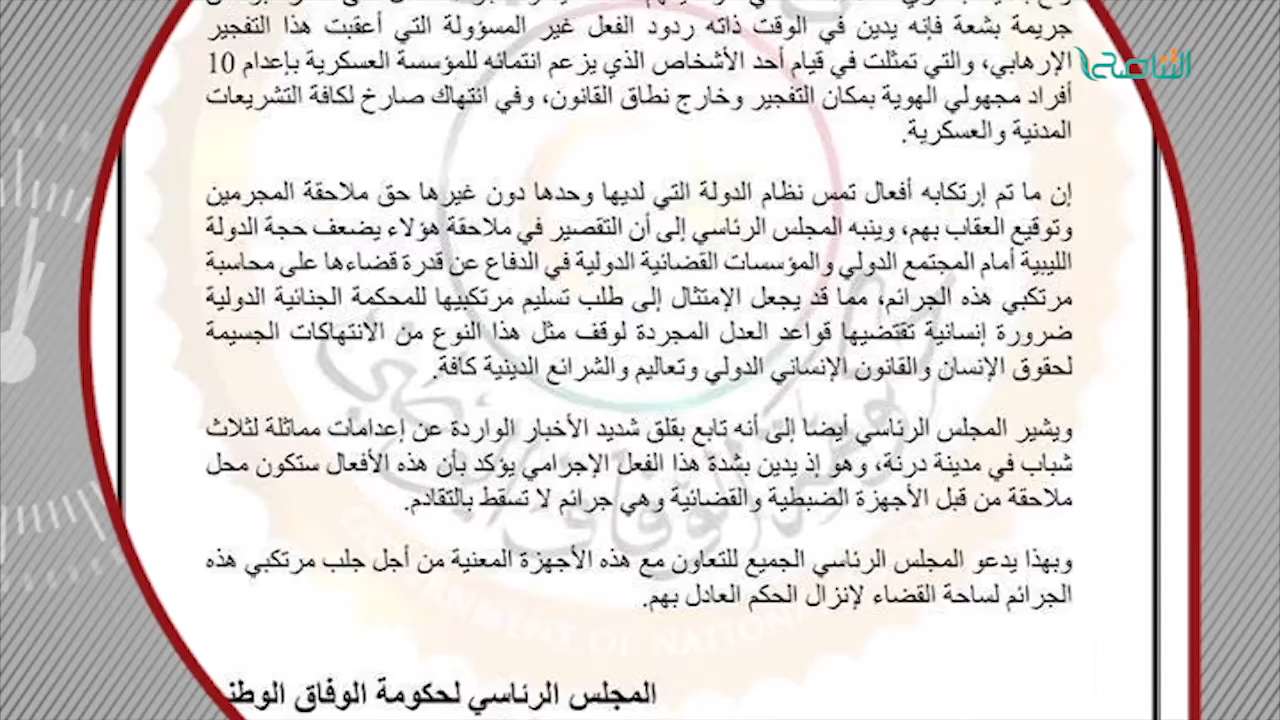 جريمة بشعة فإنه يدين في الوقت ذاته ردود الفعل غير المسؤولة التي أعقبت هذا التفجير
الإرهابي، والتي تمثلت في قيام أحد الأشخاص الذي يزعم انتمائه للمؤسسة العسكرية بإعدام 10
أفراد مجهولي الهوية بمكان التفجير وخارج نطاق القانون، وفي انتهاك صارخ لكافة التشريعات
المدنية والعسكرية.
إن ما تم إرتكابه أفعال تمس نظام الدولة التي لديها وحدها دون غيرها حق ملاحقة المجرمين
وتوقيع العقاب بهم، وينبه المجلس الرئاسي إلى أن التقصير في ملاحقة هؤلاء يضعف حجة الدولة
الليبية أمام المجتمع الدولي والمؤسسات القضائية الدولية في الدفاع عن قدرة قضاءها على محاسبة
مرتكبي هذه الجرائم، مما قد يجعل الإمتثال إلى طلب تسليم مرتكبيها للمحكمة الجنائية الدولية
ضرورة إنسانية تقتضيها قواعد العدل المجردة لوقف مثل هذا النوع من الانتهاكات الجسيمة
لحقوق الإنسان والقانون الإنساني الدولي وتعاليم والشرائع الدينية كافة.
ويشير المجلس الرئاسي أيضا إلى أنه تابع بقلق شديد الأخبار الواردة عن إعدامات مماثلة لثلاث
شباب في مدينة درنة، وهو إذ يدين بشدة هذا الفعل الإجرامي يؤكد بأن هذه الأفعال ستكون محل
ملاحقة من قبل الأجهزة الضبطية والقضائية وهي جرائم لا تسقط بالتقادم.
وبهذا يدعو المجلس الرئاسي الجميع للتعاون مع هذه الأجهزة المعنية من أجل جلب مرتكبي هذه
الجرائم لساحة القضاء لإنزال الحكم العادل بهم.
المجلس الرئاسي لحكومة الوفاق الوطن